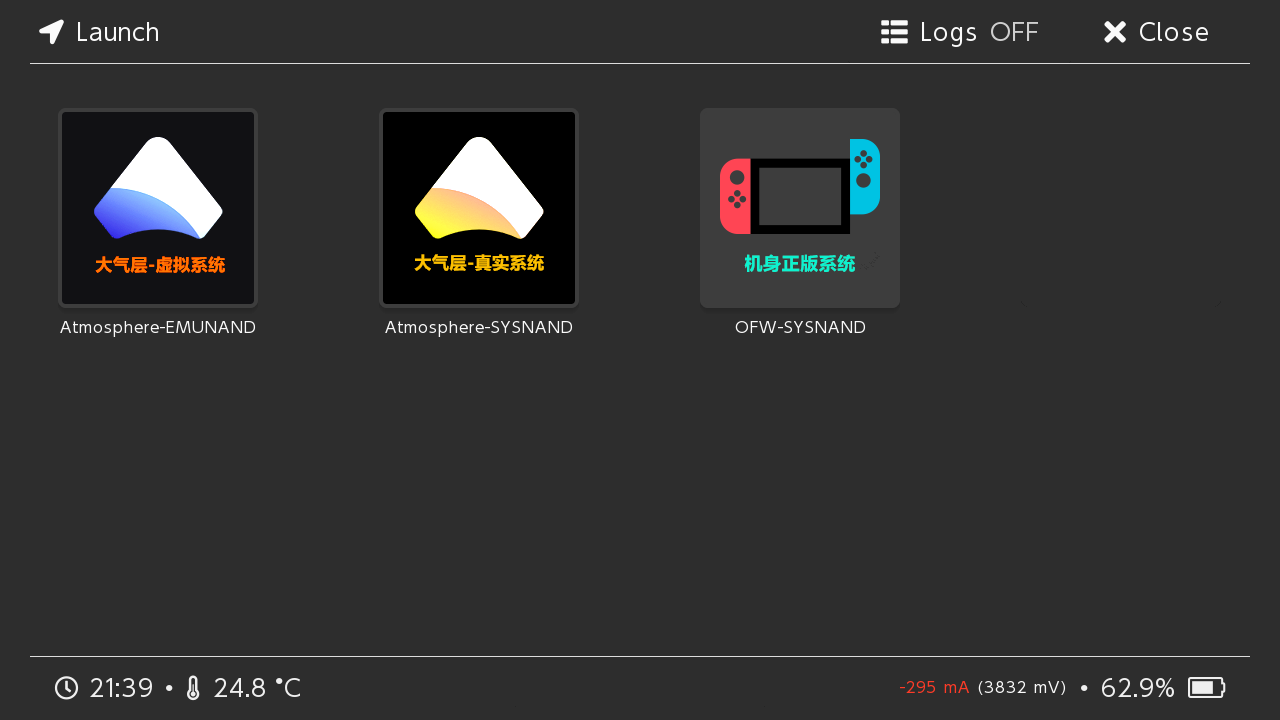 Launch
Logs OFF
Close
大气层-虚拟系统
大气层-真实系统
机身正版系统
Atmosphere-EMUNAND
Atmosphere-SYSNAND
OFW-SYSNAND
21:39 • 24.8 °C
-295 mA (3832 mV) • 62.9%